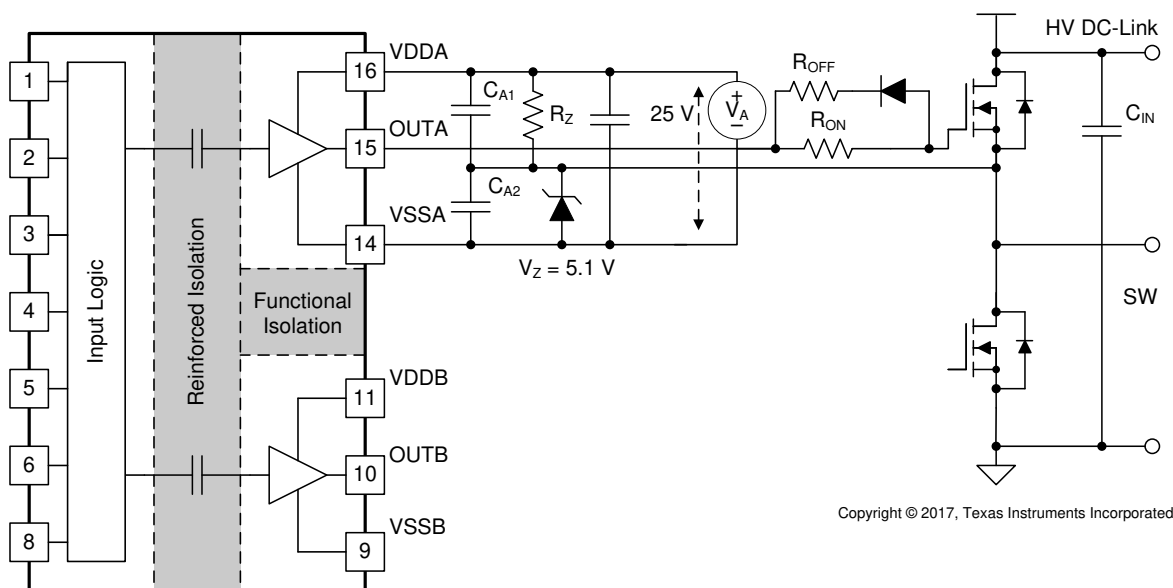 1
2
3
4
5
6
8
Input Logic
Reinforced Isolation
Functional
Isolation
16
15
14
11
10
9
VDDA
OUTA
VSSA
VDDB
OUTB
VSSB
CA1
CA2
RZ
VZ = 5.1 V
25 V
+
VA
–
ROFF
RON
HV DC-Link
CIN
SW
Copyright © 2017, Texas Instruments Incorporated